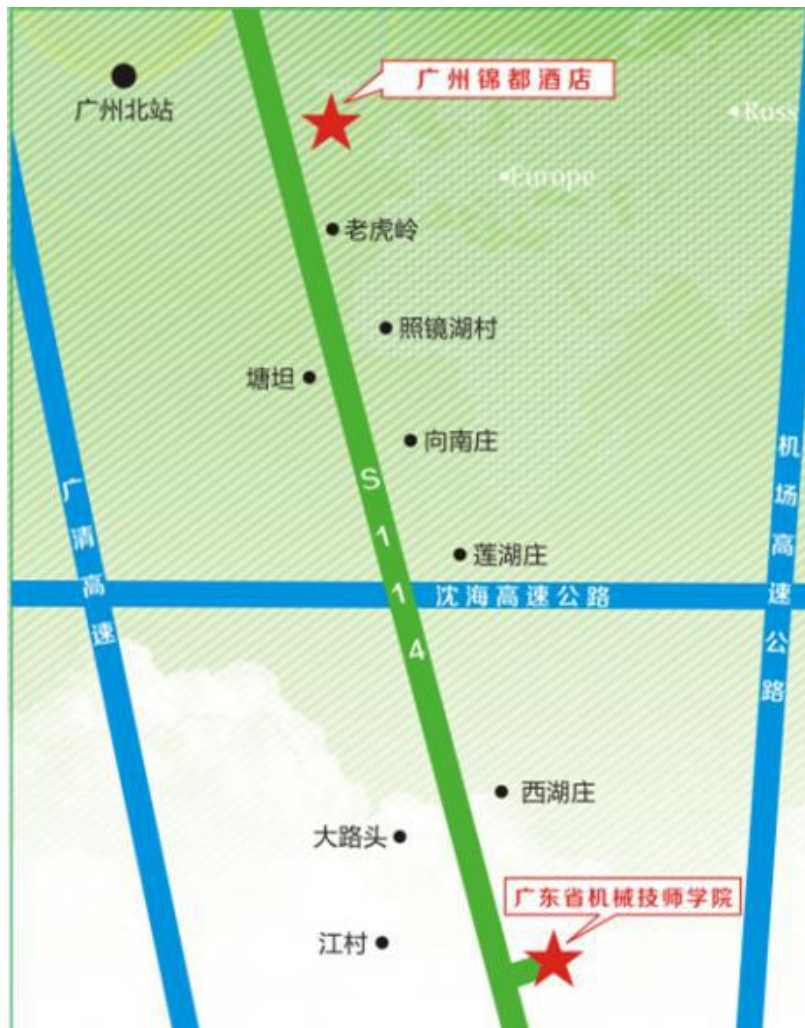 广州锦都酒店
广州北站
Russ
Europe
老虎岭
照镜湖村
塘坦
向南庄
机场高速公路
S114
广清高速
莲湖庄
沈海高速公路
西湖庄
大路头
广东省机械技师学院
江村